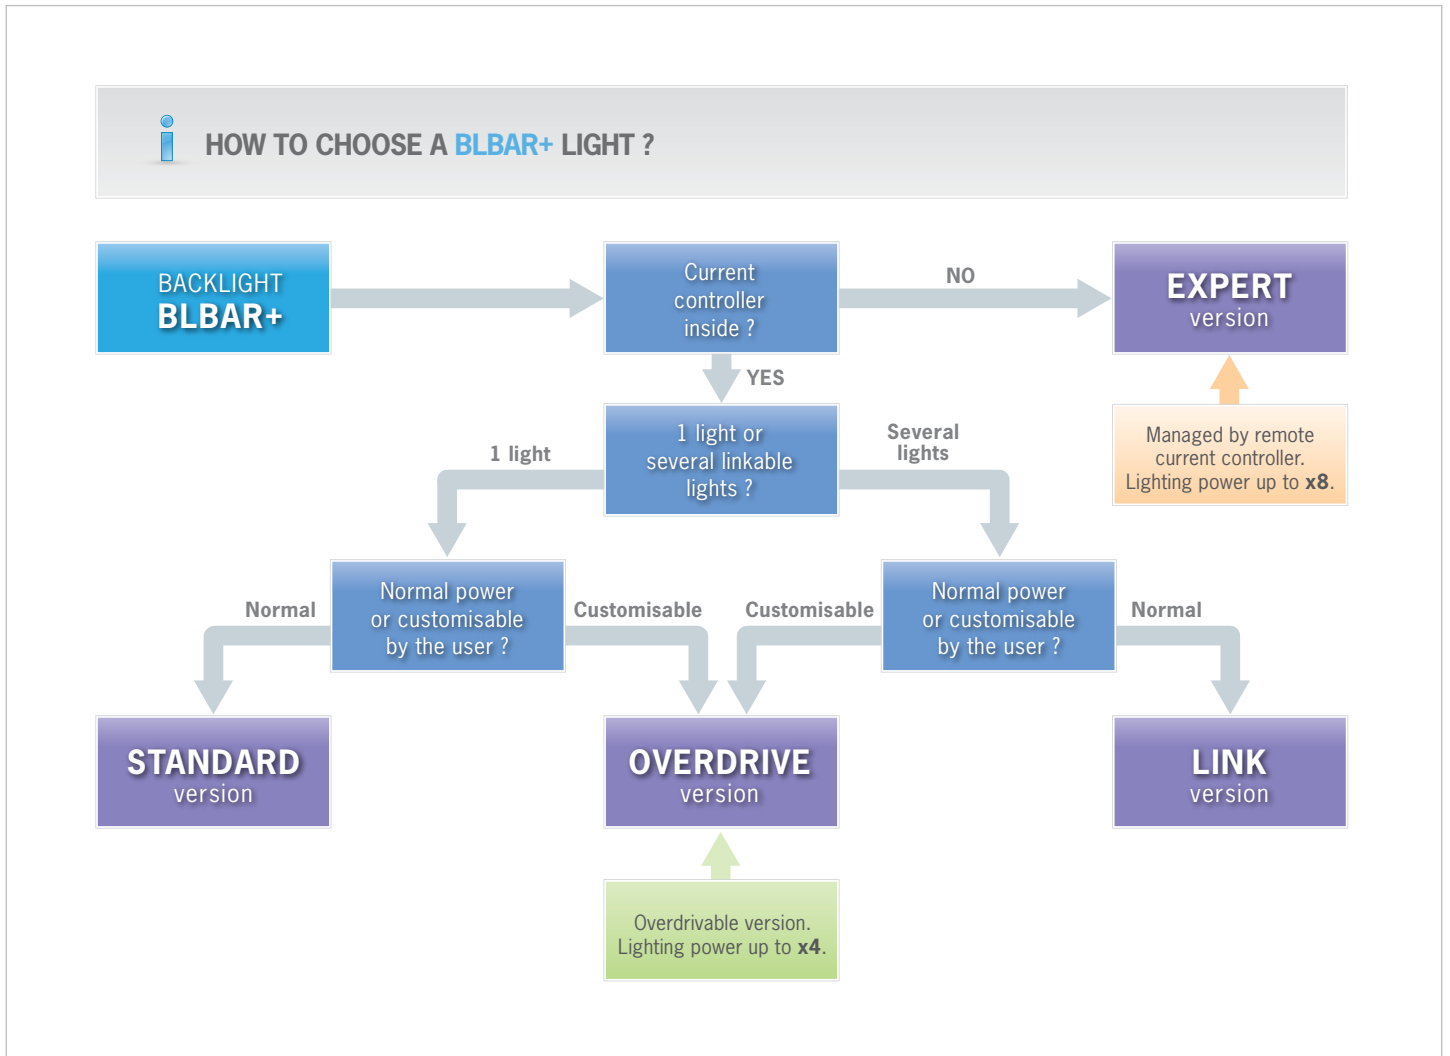 HOW TO CHOOSE A BLBAR+ LIGHT ?
BACKLIGHT
BLBAR+
Current
controller
inside ?
NO
EXPERT
version
YES
Managed by remote
current controller.
Lighting power up to x8.
1 light
1 light or
several linkable
lights ?
Several
lights
Normal
Normal power
or customisable
by the user ?
Customisable
Customisable
Normal power
or customisable
by the user ?
Normal
STANDARD
version
OVERDRIVE
version
LINK
version
Overdrivable version.
Lighting power up to x4.